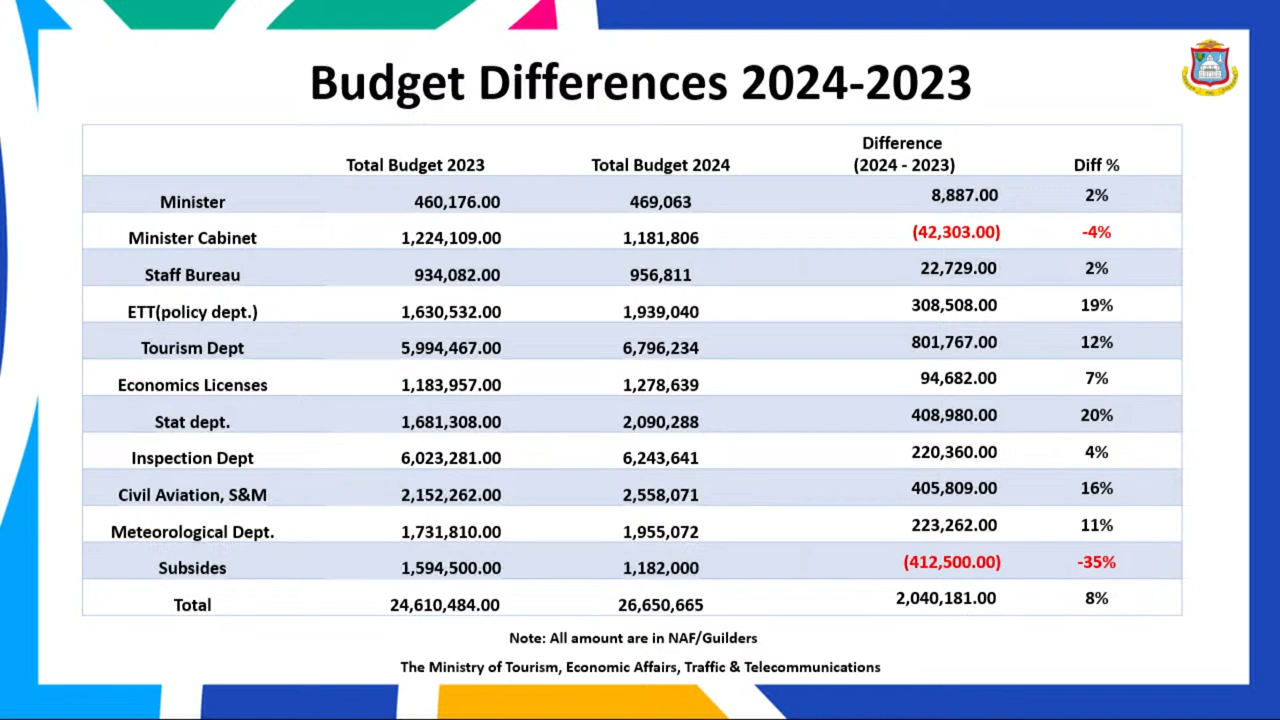 Budget Differences 2024-2023
Total Budget 2023 Total Budget 2024 Difference (2024 - 2023) Diff %
Minister 460,176.00 469,063 8,887.00 2%
Minister Cabinet 1,224,109.00 1,181,806 (42,303.00) -4%
Staff Bureau 934,082.00 956,811 22,729.00 2%
ETT(policy dept.) 1,630,532.00 1,939,040 308,508.00 19%
Tourism Dept 5,994,467.00 6,796,234 801,767.00 12%
Economics Licenses 1,183,957.00 1,278,639 94,682.00 7%
Stat dept. 1,681,308.00 2,090,288 408,980.00 20%
Inspection Dept 6,023,281.00 6,243,641 220,360.00 4%
Civil Aviation, S&M 2,152,262.00 2,558,071 405,809.00 16%
Meteorological Dept. 1,731,810.00 1,955,072 223,262.00 11%
Subsides 1,594,500.00 1,182,000 (412,500.00) -35%
Total 24,610,484.00 26,650,665 2,040,181.00 8%
Note: All amount are in NAF/Guilders
The Ministry of Tourism, Economic Affairs, Traffic & Telecommunications